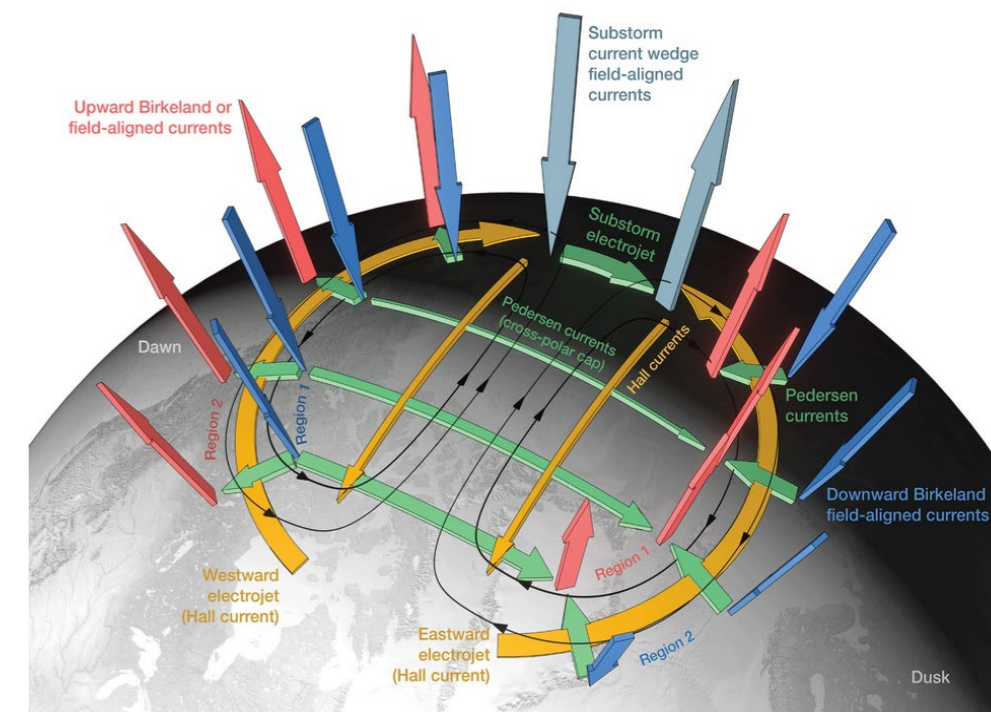 Substorm
current wedge
field-aligned
currents
Upward Birkeland or
field-aligned currents
Substorm
electrojet
Dawn
Pedersen currents
(cross-polar cap)
Hall currents
Region 2
Region 1
Pedersen
currents
Downward Birkeland
field-aligned currents
Region 1
Westward
electrojet
(Hall current)
Eastward
electrojet
(Hall current)
Region 2
Dusk